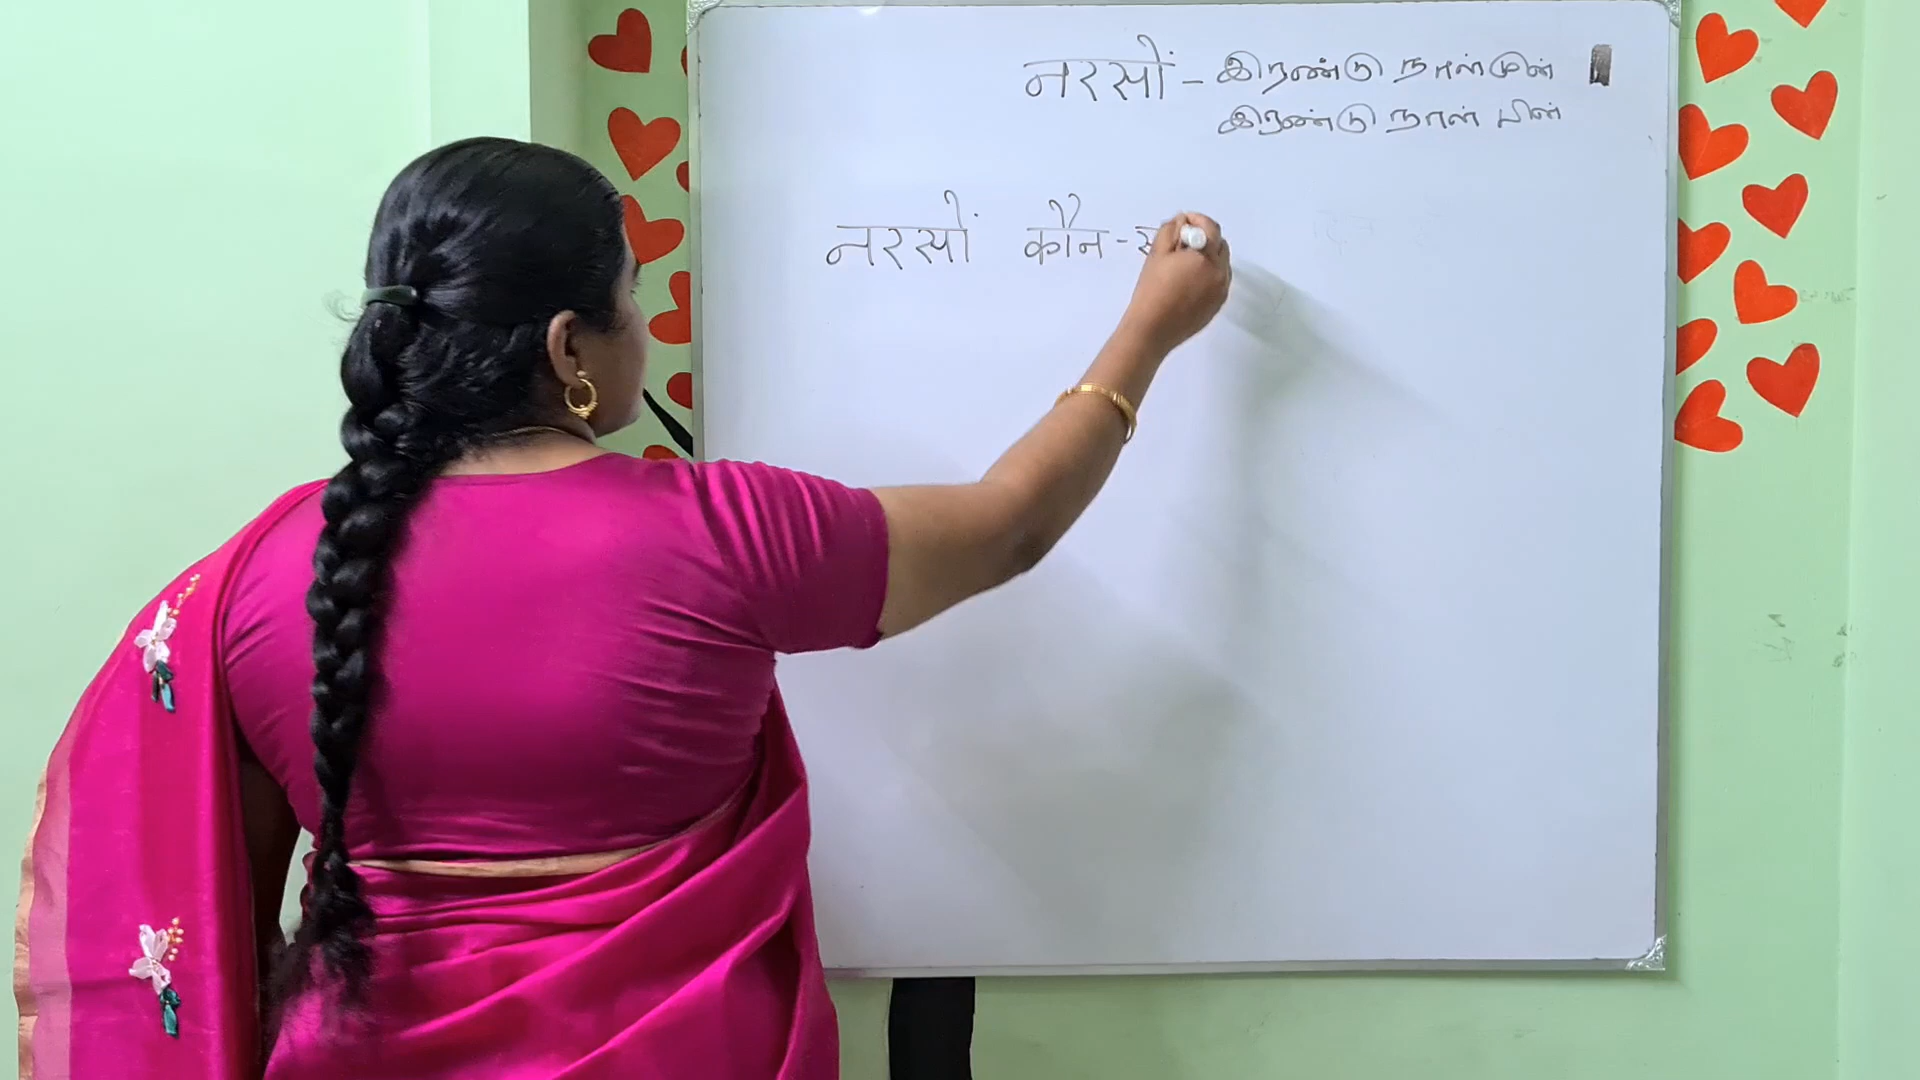 नरसों - இரண்டு நாள் முன்
இரண்டு நாள் பின்
नरसों कौन-स